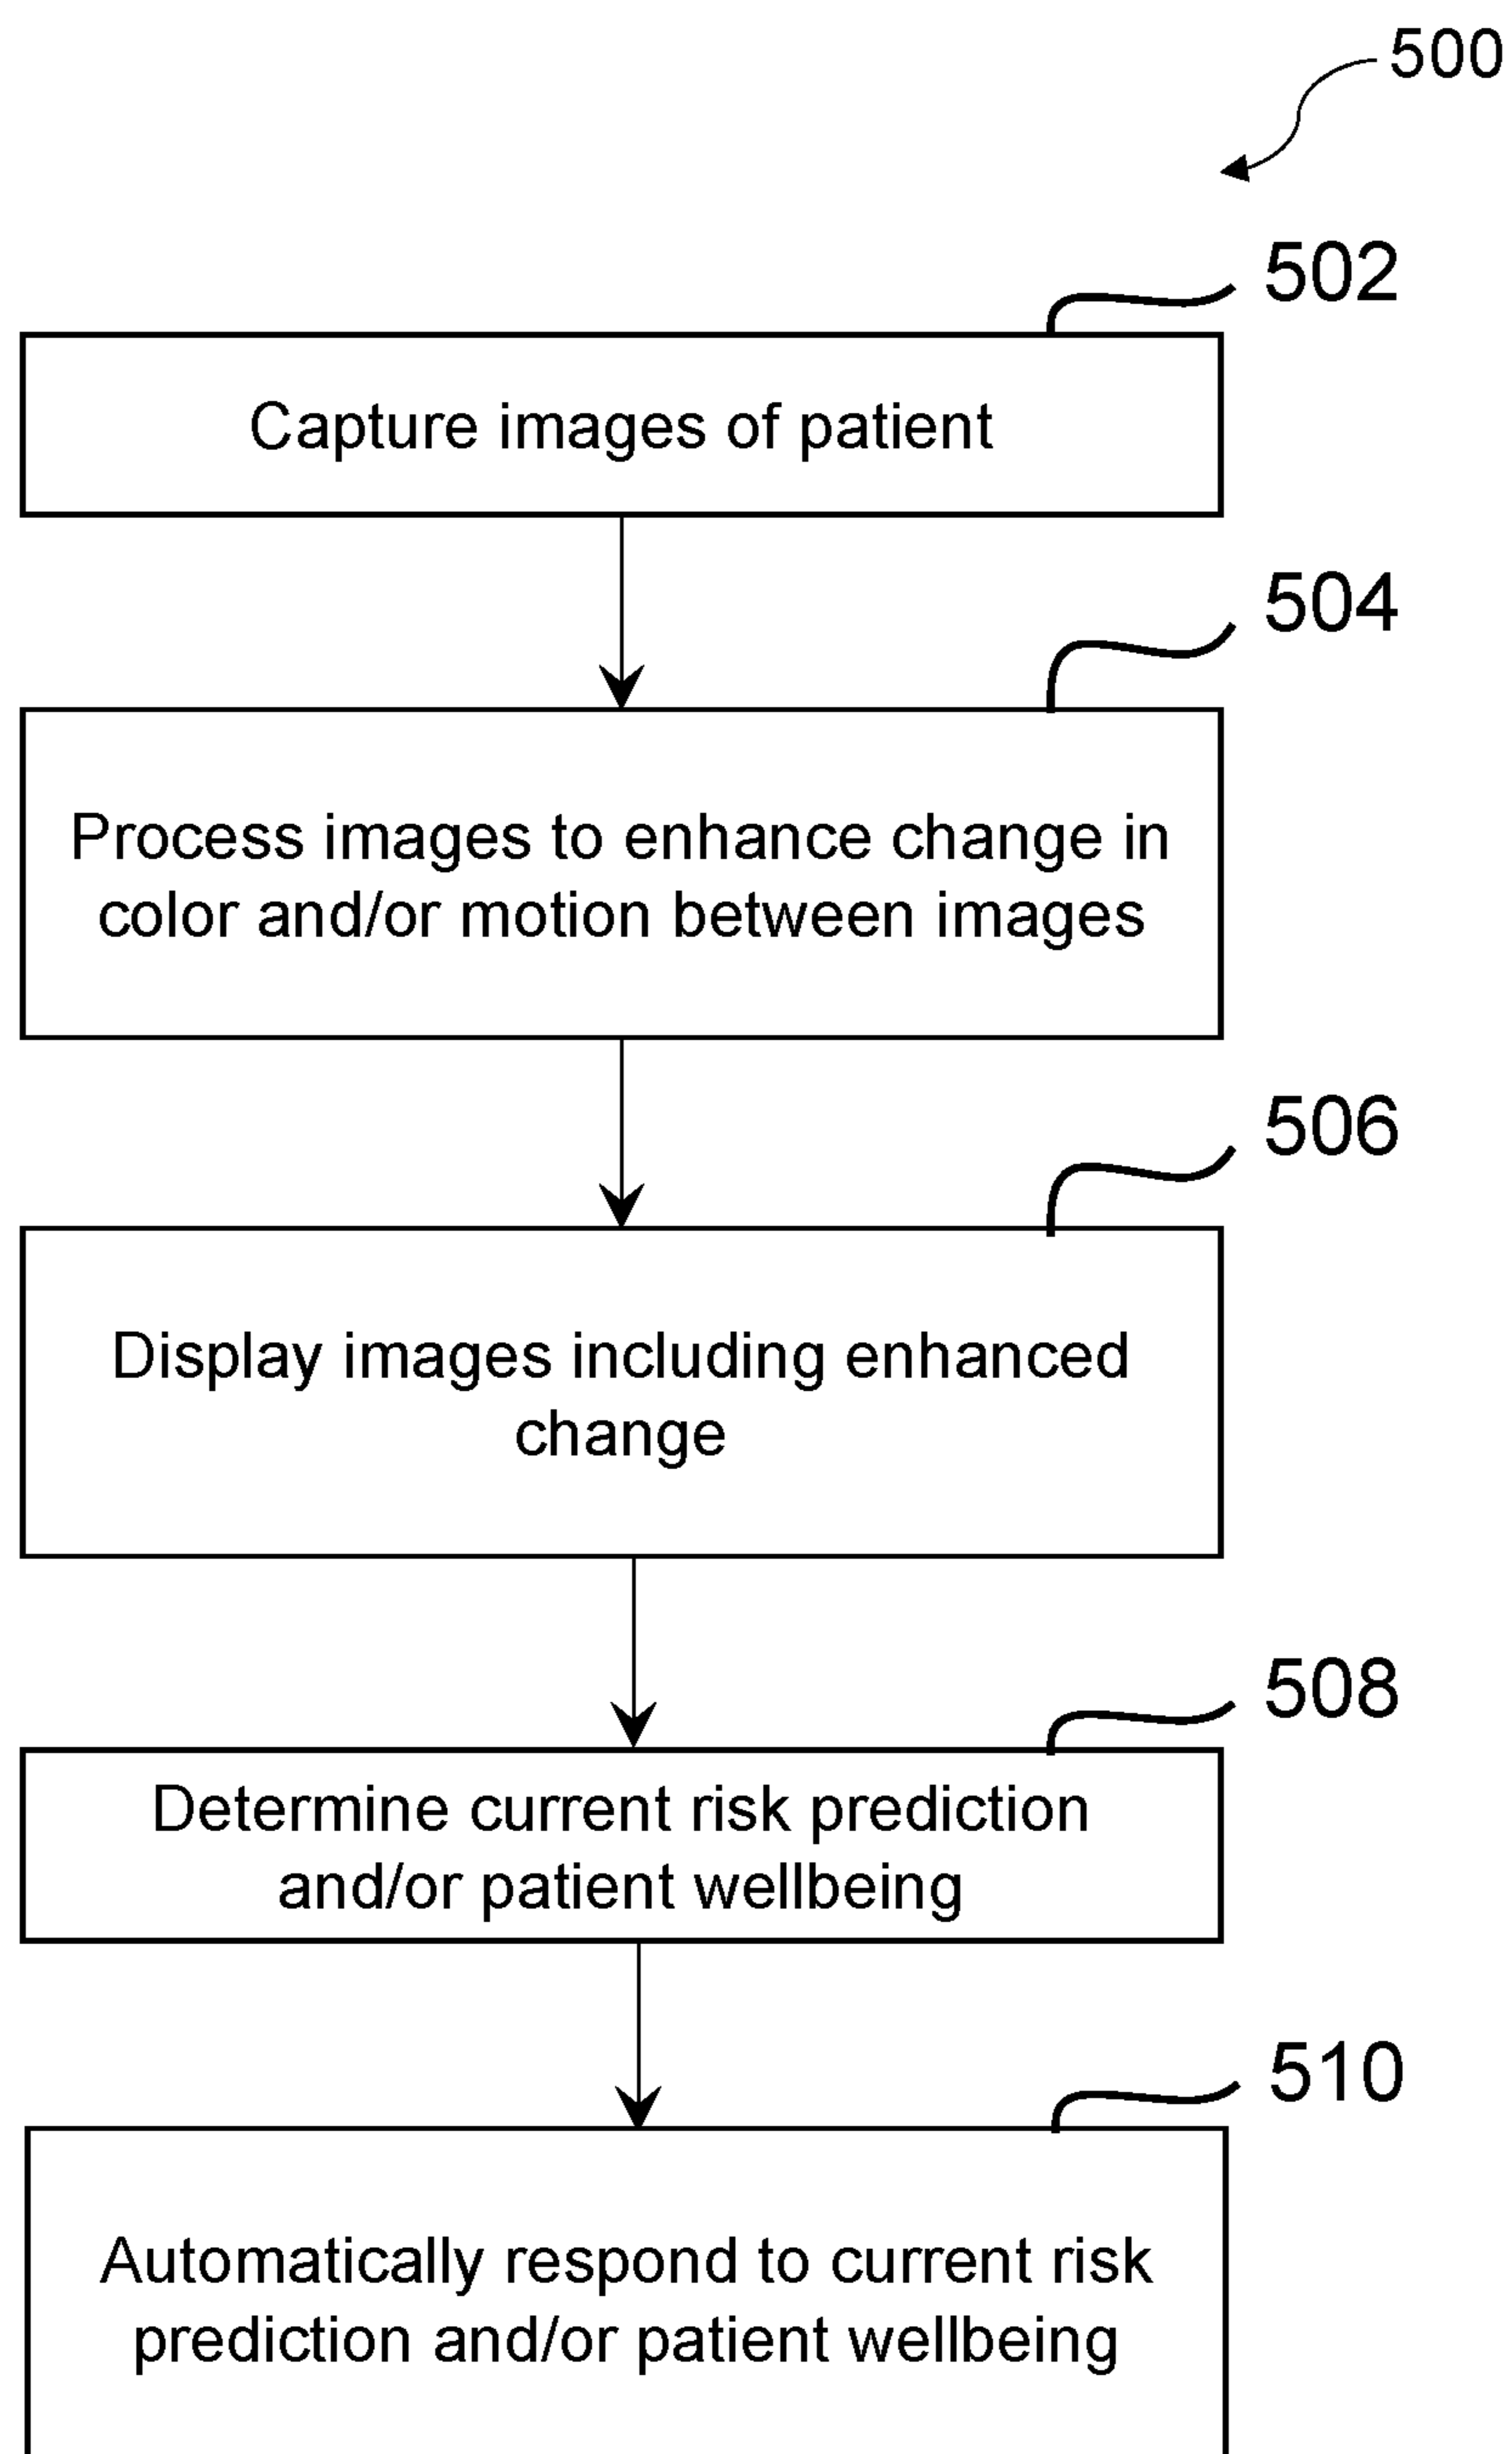 500
502
Capture images of patient
504
Process images to enhance change in
color and/or motion between images
506
Display images including enhanced
change
508
Determine current risk prediction
and/or patient wellbeing
510
Automatically respond to current risk
prediction and/or patient wellbeing